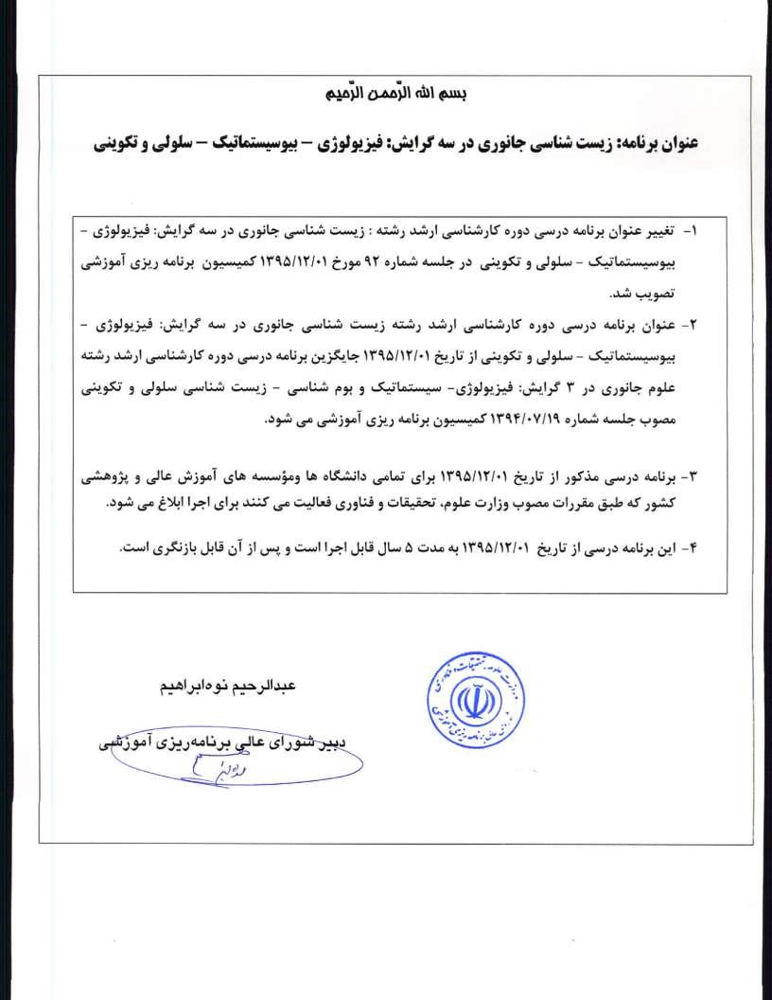 بسم الله الرّحمن الرّحیم
عنوان برنامه: زیست شناسی جانوری در سه گرایش: فیزیولوژی – بیوسیستماتیک – سلولی و تکوینی
۱- تغییر عنوان برنامه درسی دوره کارشناسی ارشد رشته : زیست شناسی جانوری در سه گرایش: فیزیولوژی –
بیوسیستماتیک – سلولی و تکوینی در جلسه شماره ۹۲ مورخ ۱۳۹۵/۱۲/۰۱ کمیسیون برنامه ریزی آموزشی
تصویب شد.
۲- عنوان برنامه درسی دوره کارشناسی ارشد رشته زیست شناسی جانوری در سه گرایش: فیزیولوژی –
بیوسیستماتیک – سلولی و تکوینی از تاریخ ۱۳۹۵/۱۲/۰۱ جایگزین برنامه درسی دوره کارشناسی ارشد رشته
علوم جانوری در ۳ گرایش: فیزیولوژی- سیستماتیک و بوم شناسی – زیست شناسی سلولی و تکوینی
مصوب جلسه شماره ۱۳۹۴/۰۷/۱۹ کمیسیون برنامه ریزی آموزشی می شود.
۳- برنامه درسی مذکور از تاریخ ۱۳۹۵/۱۲/۰۱ برای تمامی دانشگاه ها ومؤسسه های آموزش عالی و پژوهشی
کشور که طبق مقررات مصوب وزارت علوم، تحقیقات و فناوری فعالیت می کنند برای اجرا ابلاغ می شود.
۴- این برنامه درسی از تاریخ ۱۳۹۵/۱۲/۰۱ به مدت ۵ سال قابل اجرا است و پس از آن قابل بازنگری است.
وزارت علوم، تحقیقات و فناوری
شورای عالی برنامه ریزی آموزشی
عبدالرحیم نوه‌ابراهیم
دبیر شورای عالی برنامه‌ریزی آموزشی